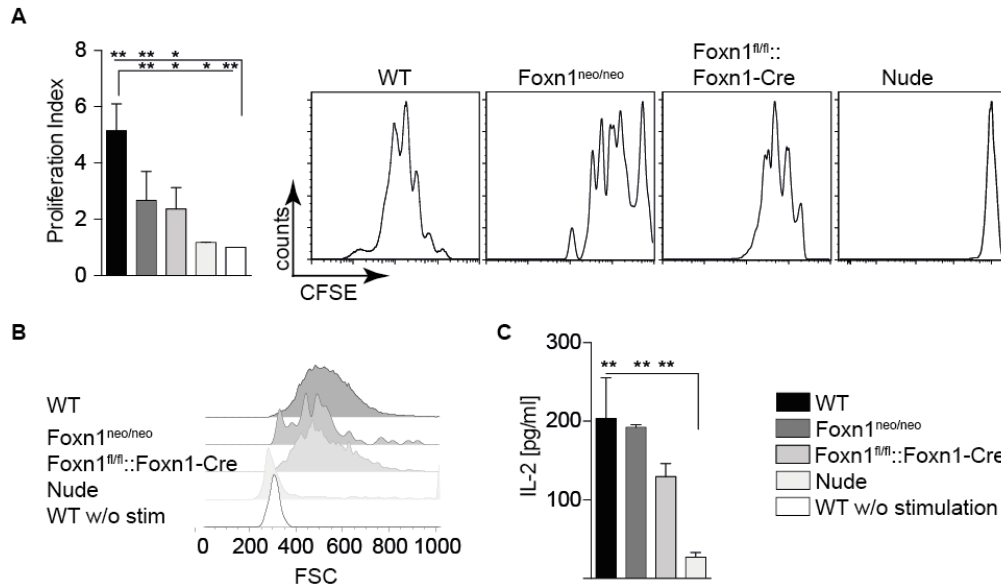 A
8
6
4
2
0
Proliferation Index
** ** *
** * * **
counts
CFSE
WT
Foxn1neo/neo
Foxn1fl/fl::
Foxn1-Cre
Nude
B
WT
Foxn1neo/neo
Foxn1fl/fl::Foxn1-Cre
Nude
WT w/o stim
0 200 400 600 800 1000
FSC
C
300
200
100
IL-2 [pg/ml]
** ** **
WT
Foxn1neo/neo
Foxn1fl/fl::Foxn1-Cre
Nude
WT w/o stimulation